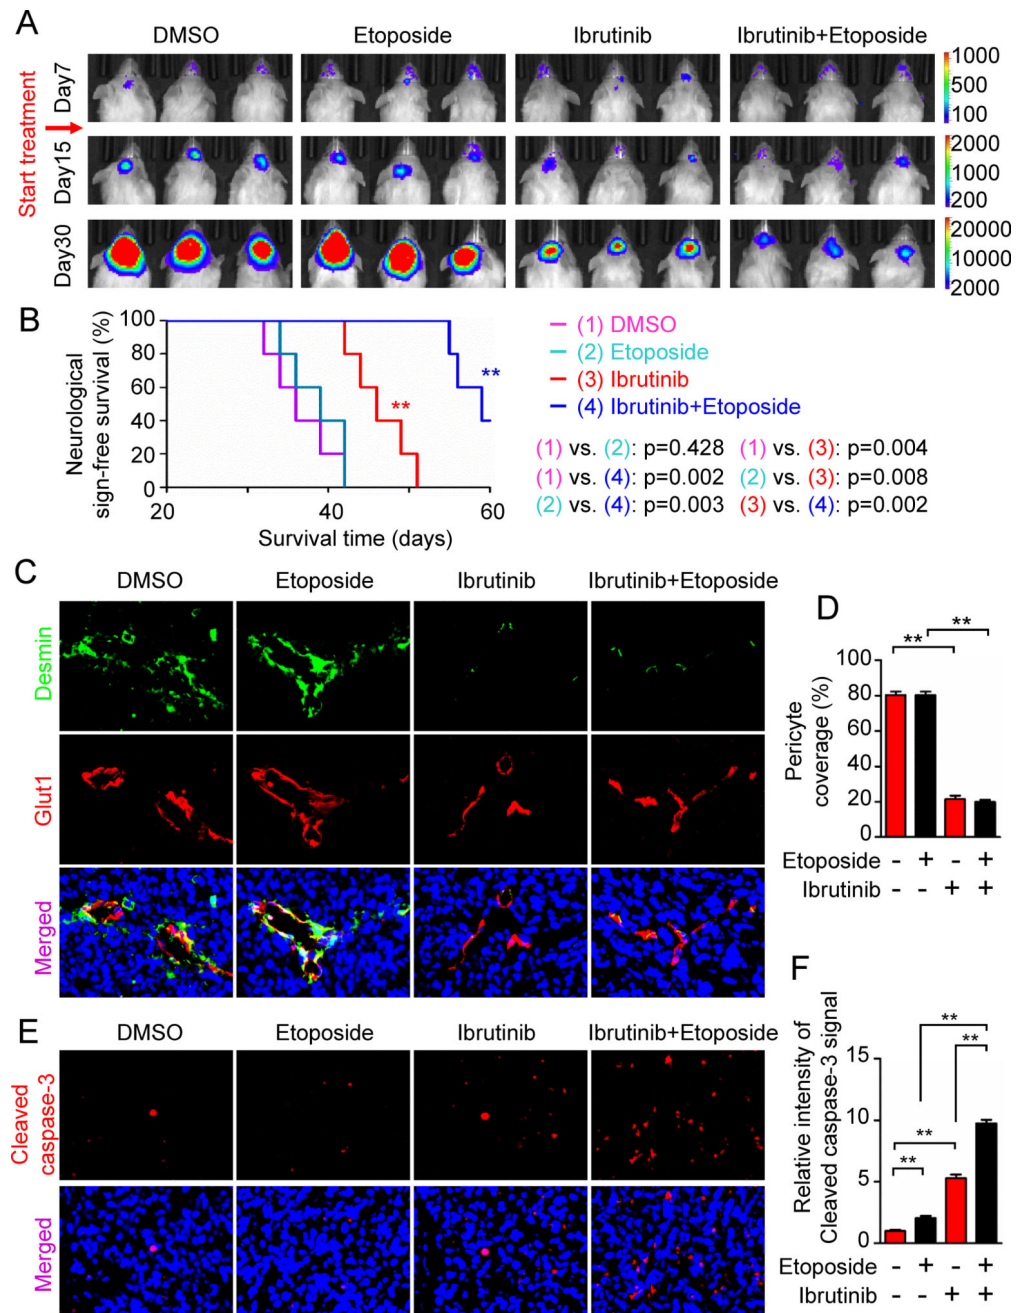 A
DMSO Etoposide Ibrutinib Ibrutinib+Etoposide
Start treatment
Day7
1000
500
100
Day15
2000
1000
200
Day30
20000
10000
2000
B
Neurological
sign-free survival (%)
100
80
60
40
20
0
**
**
20 40 60
Survival time (days)
(1) DMSO
(2) Etoposide
(3) Ibrutinib
(4) Ibrutinib+Etoposide
(1) vs. (2): p=0.428 (1) vs. (3): p=0.004
(1) vs. (4): p=0.002 (2) vs. (3): p=0.008
(2) vs. (4): p=0.003 (3) vs. (4): p=0.002
C
DMSO Etoposide Ibrutinib Ibrutinib+Etoposide
Desmin
Glut1
Merged
D
Pericyte
coverage (%)
** **
100
80
60
40
20
0
Etoposide - + - +
Ibrutinib - - + +
E
DMSO Etoposide Ibrutinib Ibrutinib+Etoposide
Cleaved
caspase-3
Merged
F
Relative intensity of
Cleaved caspase-3 signal
**
**
**
**
15
10
5
0
Etoposide - + - +
Ibrutinib - - + +